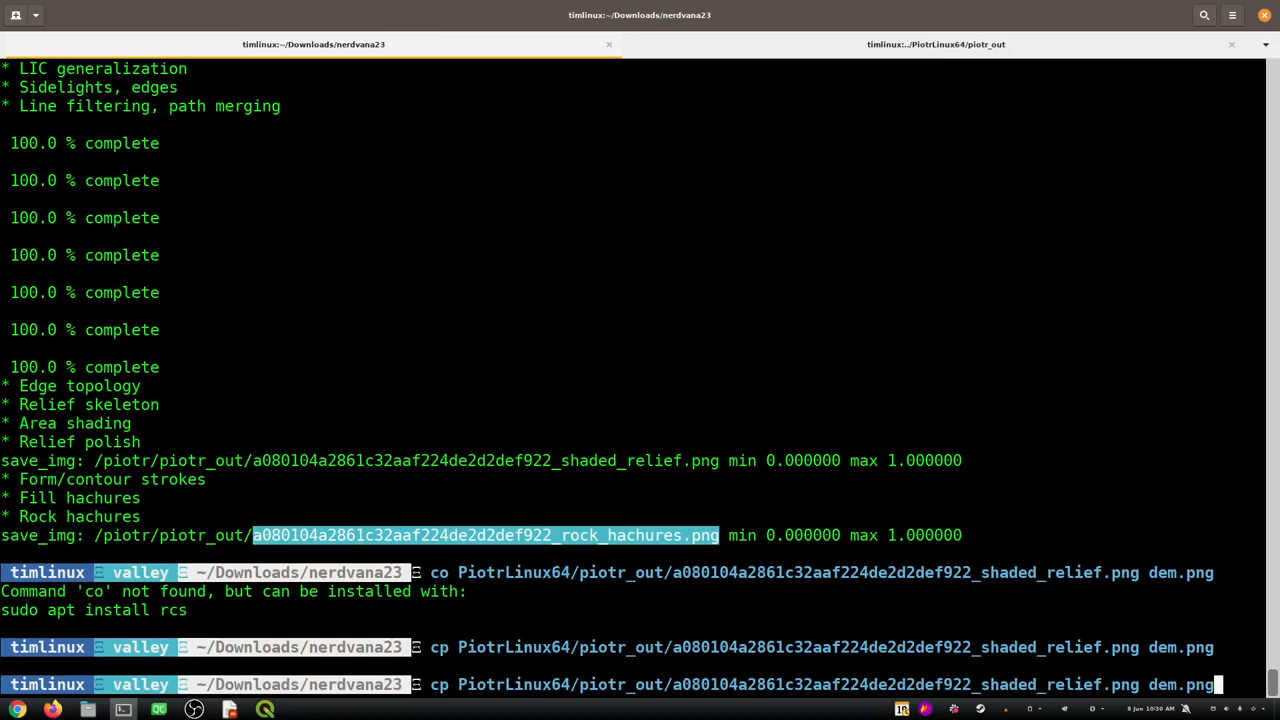 timlinux:~/Downloads/nerdvana23
timlinux:~/Downloads/nerdvana23 × timlinux:../PiotrLinux64/piotr_out ×
* LIC generalization
* Sidelights, edges
* Line filtering, path merging
100.0 % complete
100.0 % complete
100.0 % complete
100.0 % complete
100.0 % complete
100.0 % complete
100.0 % complete
* Edge topology
* Relief skeleton
* Area shading
* Relief polish
save_img: /piotr/piotr_out/a080104a2861c32aaf224de2d2def922_shaded_relief.png min 0.000000 max 1.000000
* Form/contour strokes
* Fill hachures
* Rock hachures
save_img: /piotr/piotr_out/a080104a2861c32aaf224de2d2def922_rock_hachures.png min 0.000000 max 1.000000
timlinux Ξ valley Ξ ~/Downloads/nerdvana23 Ξ co PiotrLinux64/piotr_out/a080104a2861c32aaf224de2d2def922_shaded_relief.png dem.png
Command 'co' not found, but can be installed with:
sudo apt install rcs
timlinux Ξ valley Ξ ~/Downloads/nerdvana23 Ξ cp PiotrLinux64/piotr_out/a080104a2861c32aaf224de2d2def922_shaded_relief.png dem.png
timlinux Ξ valley Ξ ~/Downloads/nerdvana23 Ξ cp PiotrLinux64/piotr_out/a080104a2861c32aaf224de2d2def922_shaded_relief.png dem.png
QC 8 Jun 10:30 AM